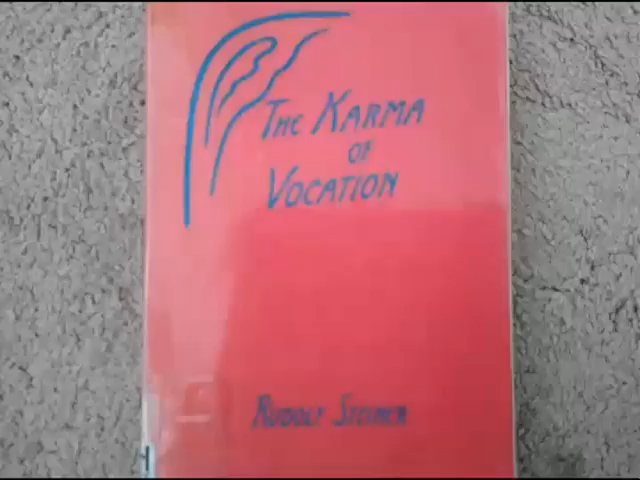 The Karma
of
Vocation
Rudolf Steiner
H